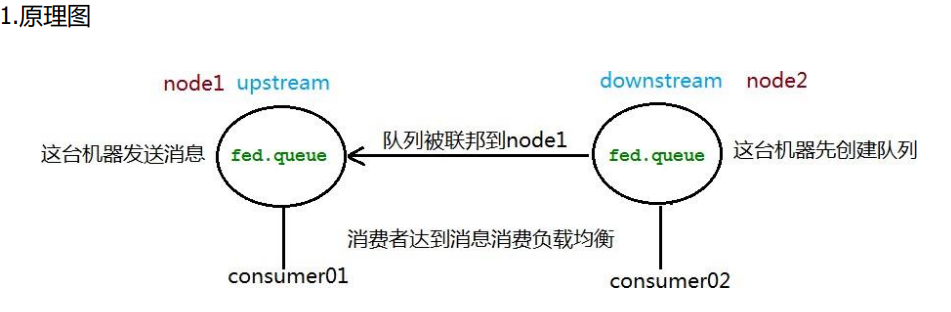 1.原理图
node1 upstream
downstream node2
这台机器发送消息
fed.queue
队列被联邦到node1
fed.queue
这台机器先创建队列
消费者达到消息消费负载均衡
consumer01
consumer02